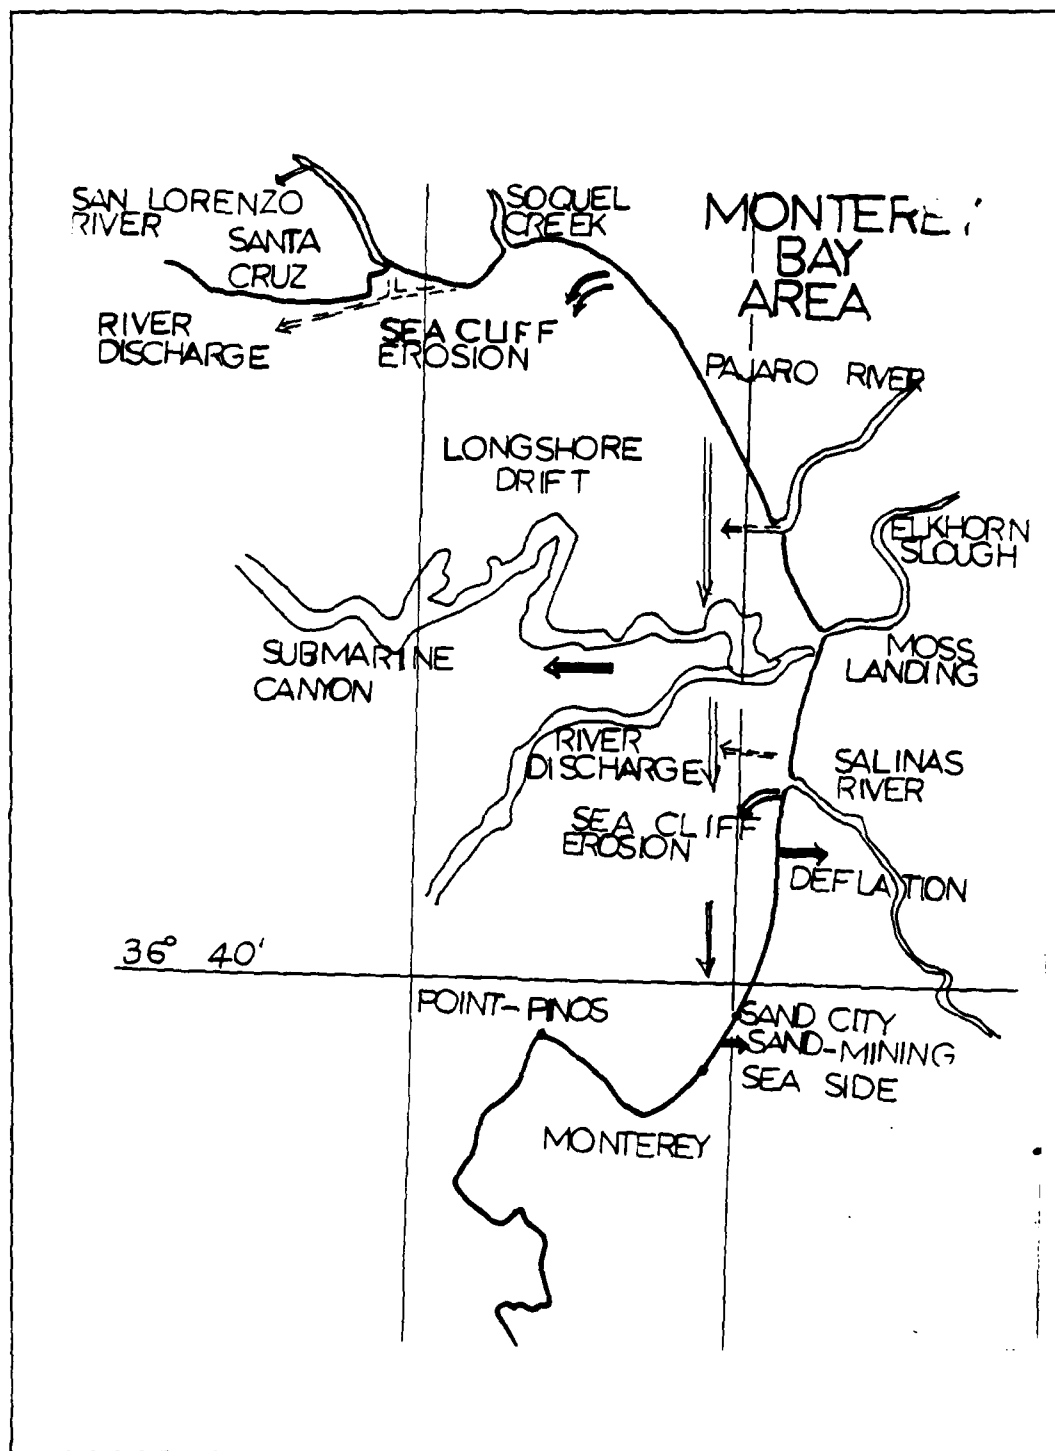 SAN LORENZO
RIVER
SANTA
CRUZ
SOQUEL
CREEK
MONTEREY
BAY
AREA
RIVER
DISCHARGE
SEA CLIFF
EROSION
PAJARO RIVER
LONGSHORE
DRIFT
ELKHORN
SLOUGH
SUBMARINE
CANYON
MOSS
LANDING
RIVER
DISCHARGE
SALINAS
RIVER
SEA CLIFF
EROSION
DEFLATION
36° 40'
POINT-PINOS
SAND CITY
SAND-MINING
SEA SIDE
MONTEREY